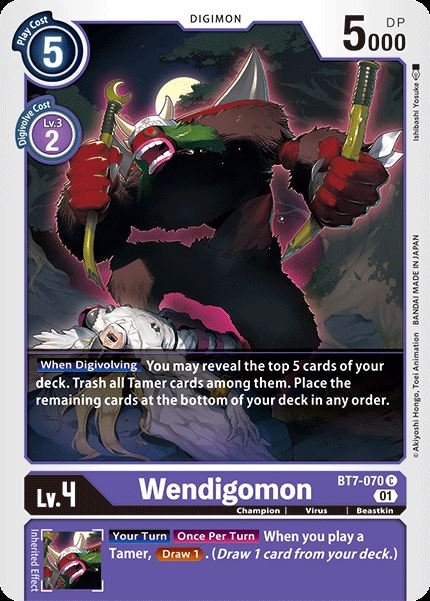 DIGIMON
Play Cost
5
DP
5000
Digivolve Cost
Lv.3
2
Ishibashi Yosuke
When Digivolving You may reveal the top 5 cards of your
deck. Trash all Tamer cards among them. Place the
remaining cards at the bottom of your deck in any order.
© Akiyoshi Hongo, Toei Animation BANDAI MADE IN JAPAN
Lv.4
Wendigomon
BT7-070 C
01
Champion | Virus | Beastkin
Inherited Effect
Your Turn Once Per Turn When you play a
Tamer, Draw 1. (Draw 1 card from your deck.)